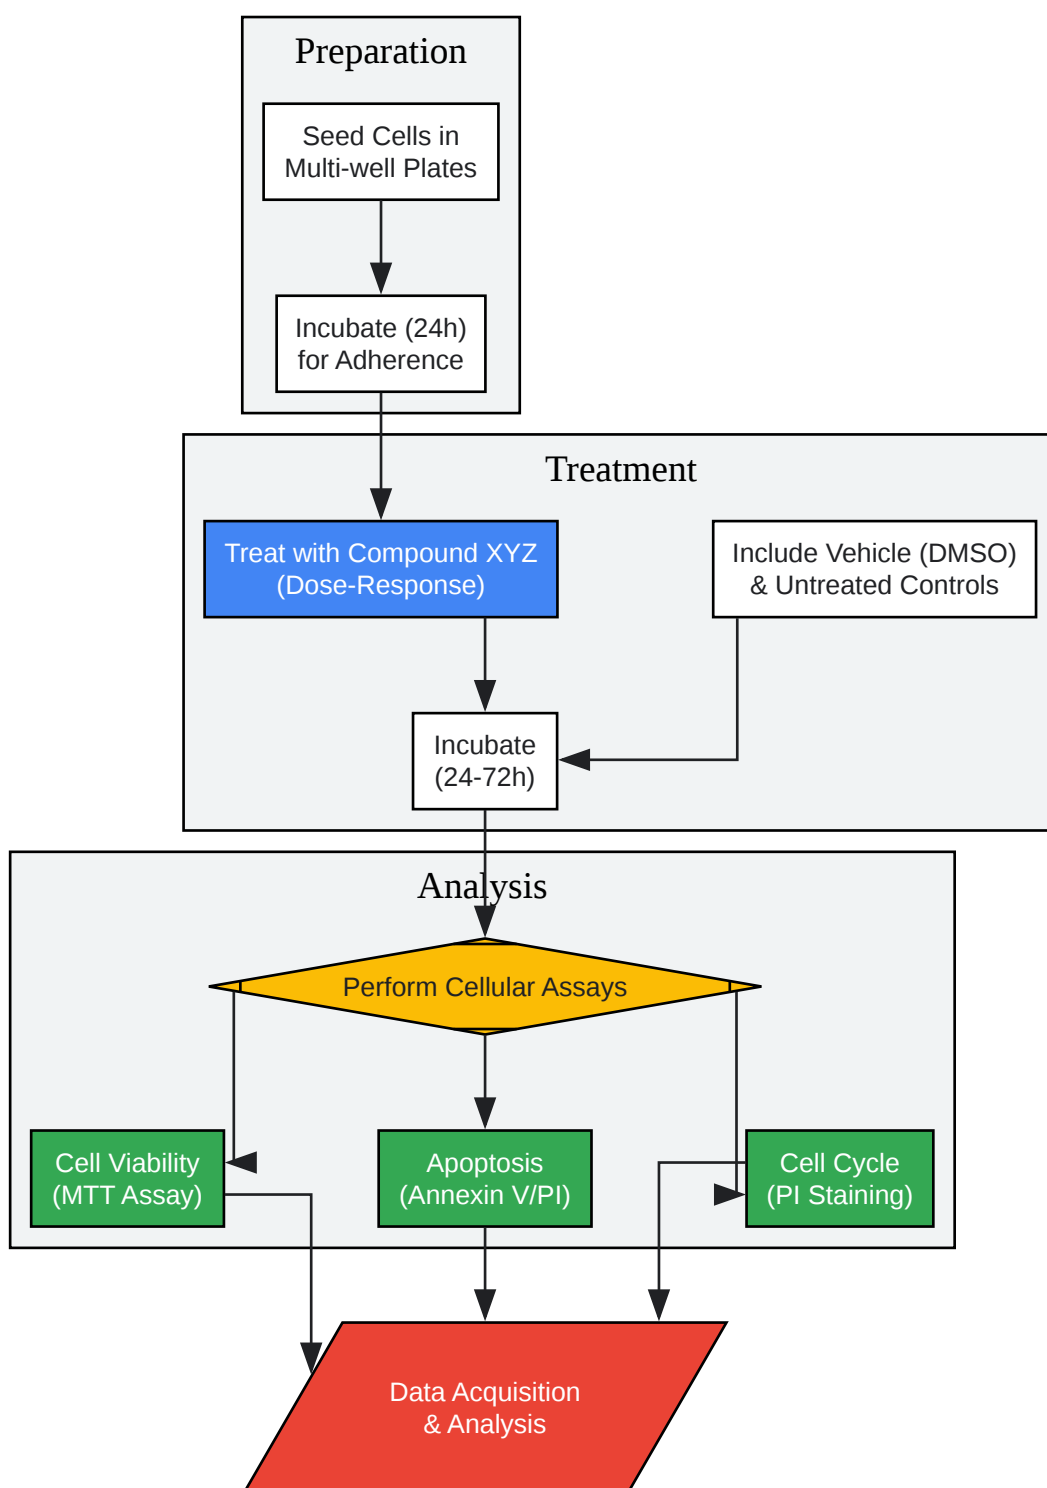 Preparation
Seed Cells in
Multi-well Plates
Incubate (24h)
for Adherence
Treatment
Treat with Compound XYZ
(Dose-Response)
Include Vehicle (DMSO)
& Untreated Controls
Incubate
(24-72h)
Analysis
Perform Cellular Assays
Cell Viability
(MTT Assay)
Apoptosis
(Annexin V/PI)
Cell Cycle
(PI Staining)
Data Acquisition
& Analysis